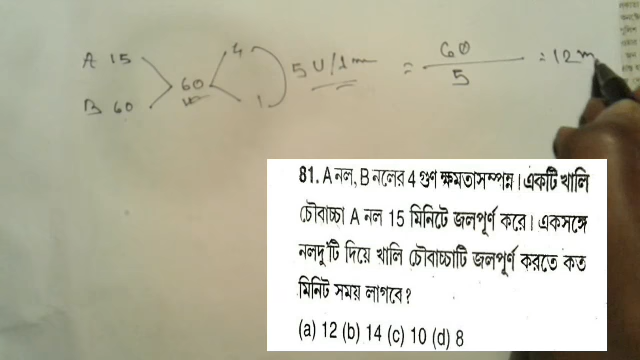 A 15
B 60
60
4
1
5 U/1m
= 60
5
= 12 m
81. A নল, B নলের 4 গুণ ক্ষমতাসম্পন্ন। একটি খালি
চৌবাচ্চা A নল 15 মিনিটে জলপূর্ণ করে। একসঙ্গে
নলদু'টি দিয়ে খালি চৌবাচ্চাটি জলপূর্ণ করতে কত
মিনিট সময় লাগবে?
(a) 12 (b) 14 (c) 10 (d) 8